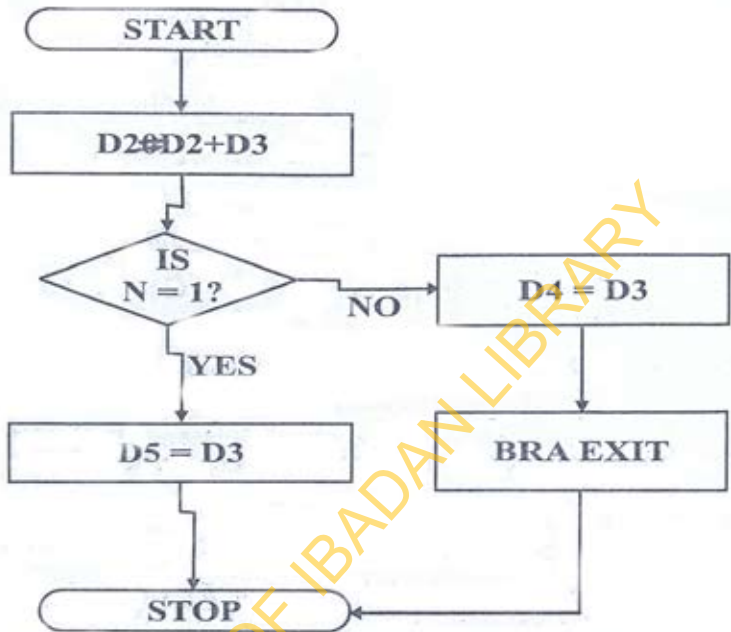 START
D2⇐D2+D3
IS
N = 1?
NO
D4 = D3
YES
D5 = D3
BRA EXIT
STOP
OF IBADAN LIBRARY